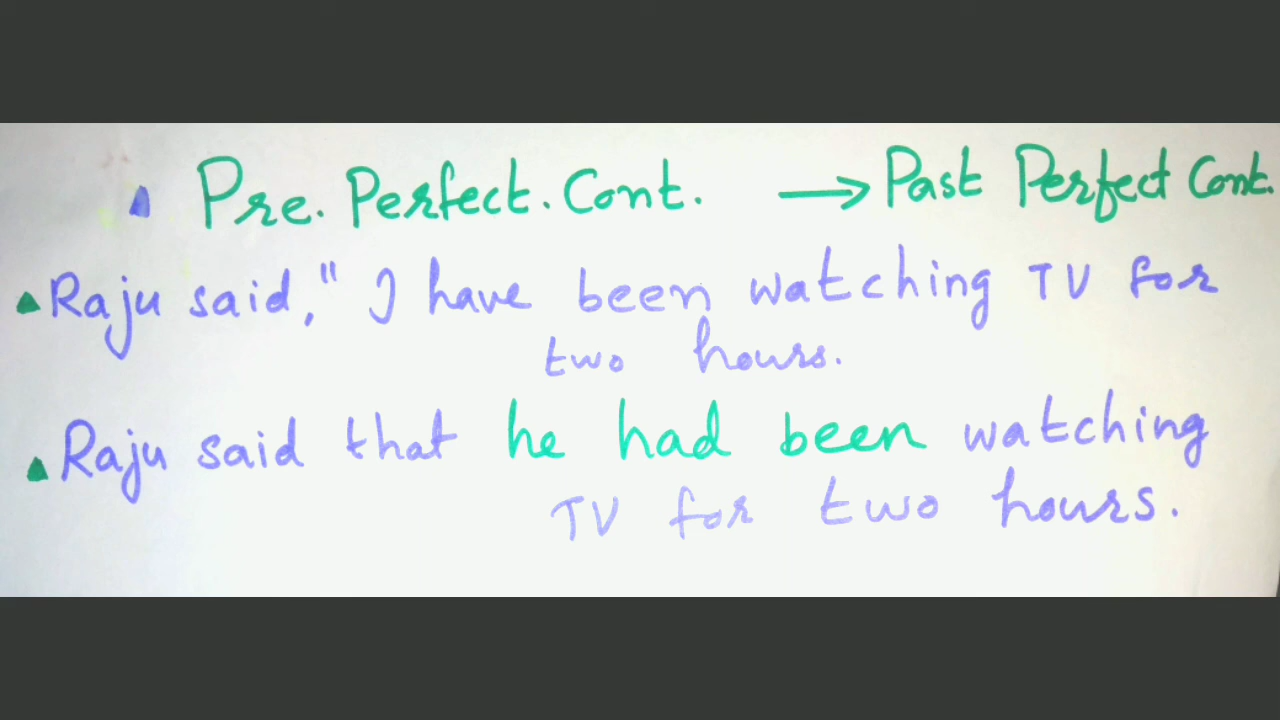 Pre. Perfect. Cont. → Past Perfect Cont.
Raju said," I have been watching TV for
two hours.
Raju said that he had been watching
TV for two hours.